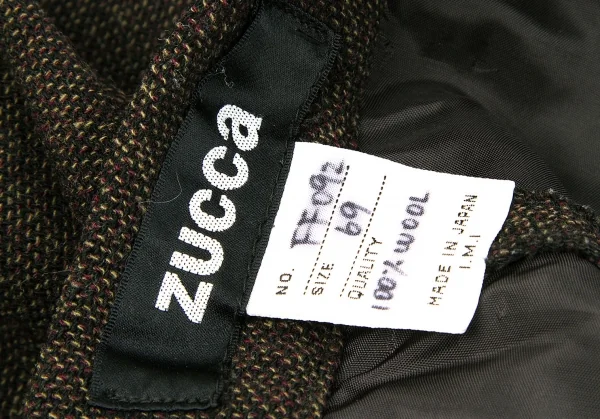 zucca
NO. FF092
SIZE 69
QUALITY
100% WOOL
MADE IN JAPAN
I.M.I